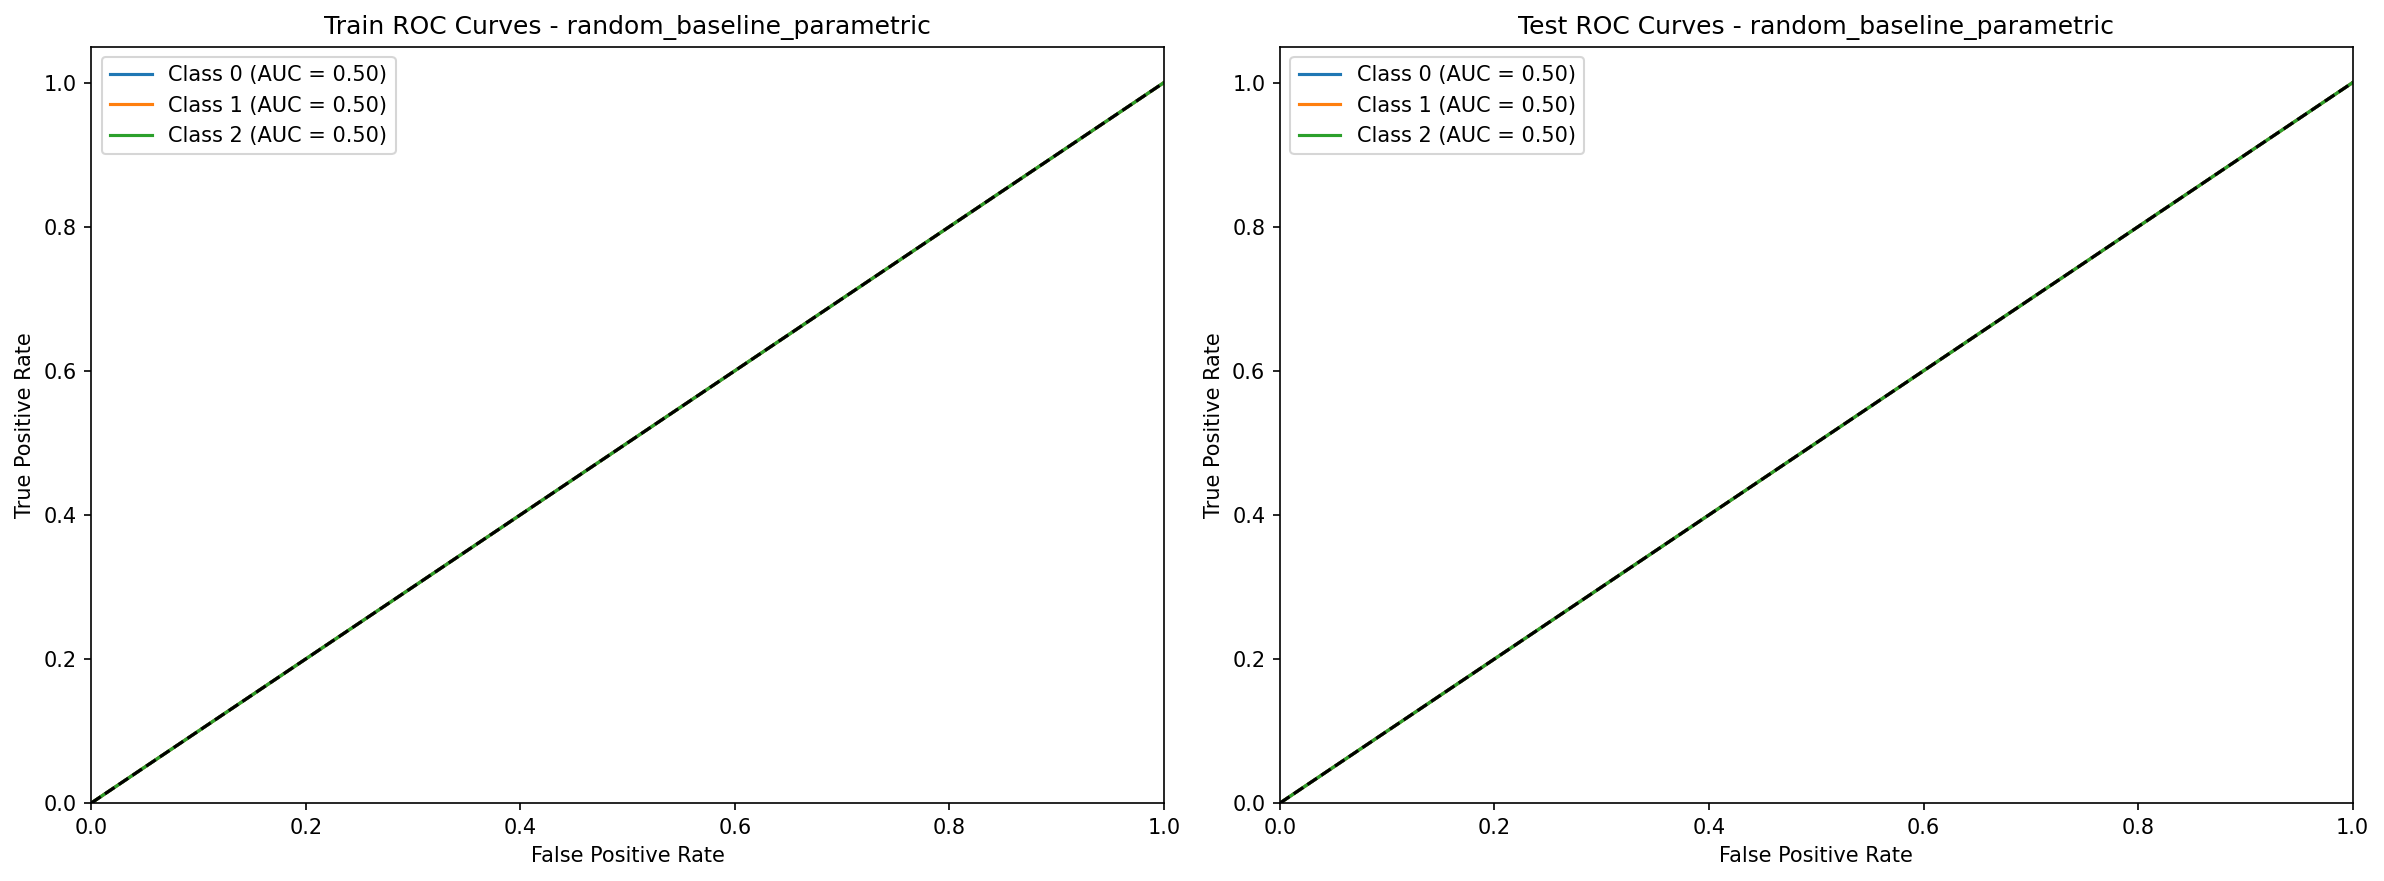 Train ROC Curves - random_baseline_parametric
Class 0 (AUC = 0.50)
Class 1 (AUC = 0.50)
Class 2 (AUC = 0.50)
True Positive Rate
1.0
0.8
0.6
0.4
0.2
0.0
0.0 0.2 0.4 0.6 0.8 1.0
False Positive Rate
Test ROC Curves - random_baseline_parametric
Class 0 (AUC = 0.50)
Class 1 (AUC = 0.50)
Class 2 (AUC = 0.50)
True Positive Rate
1.0
0.8
0.6
0.4
0.2
0.0
0.0 0.2 0.4 0.6 0.8 1.0
False Positive Rate